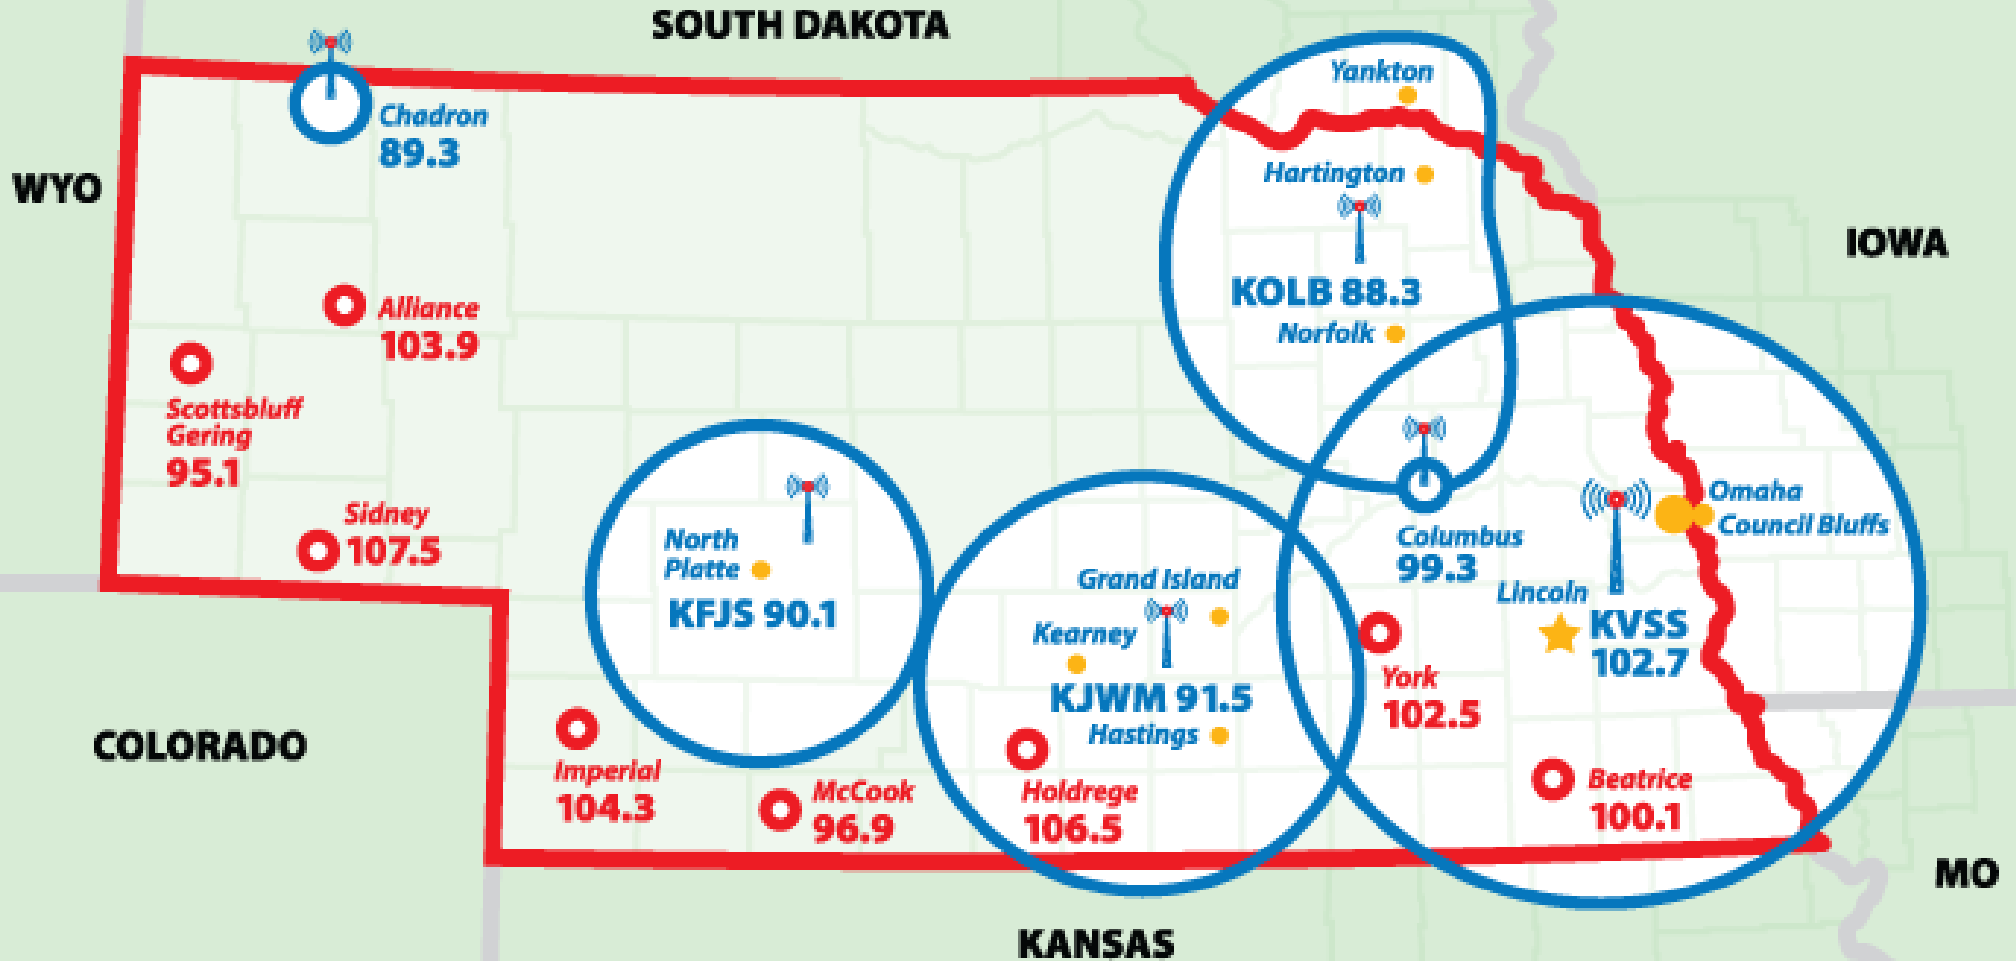 SOUTH DAKOTA
Yankton
Chadron
89.3
WYO
Hartington
IOWA
KOLB 88.3
Norfolk
Alliance
103.9
Scottsbluff
Gering
95.1
Sidney
107.5
North
Platte
KFJS 90.1
Grand Island
Kearney
KJWM 91.5
Hastings
Columbus
99.3
Omaha
Council Bluffs
Lincoln
KVSS
102.7
York
102.5
COLORADO
Imperial
104.3
McCook
96.9
Holdrege
106.5
Beatrice
100.1
MO
KANSAS